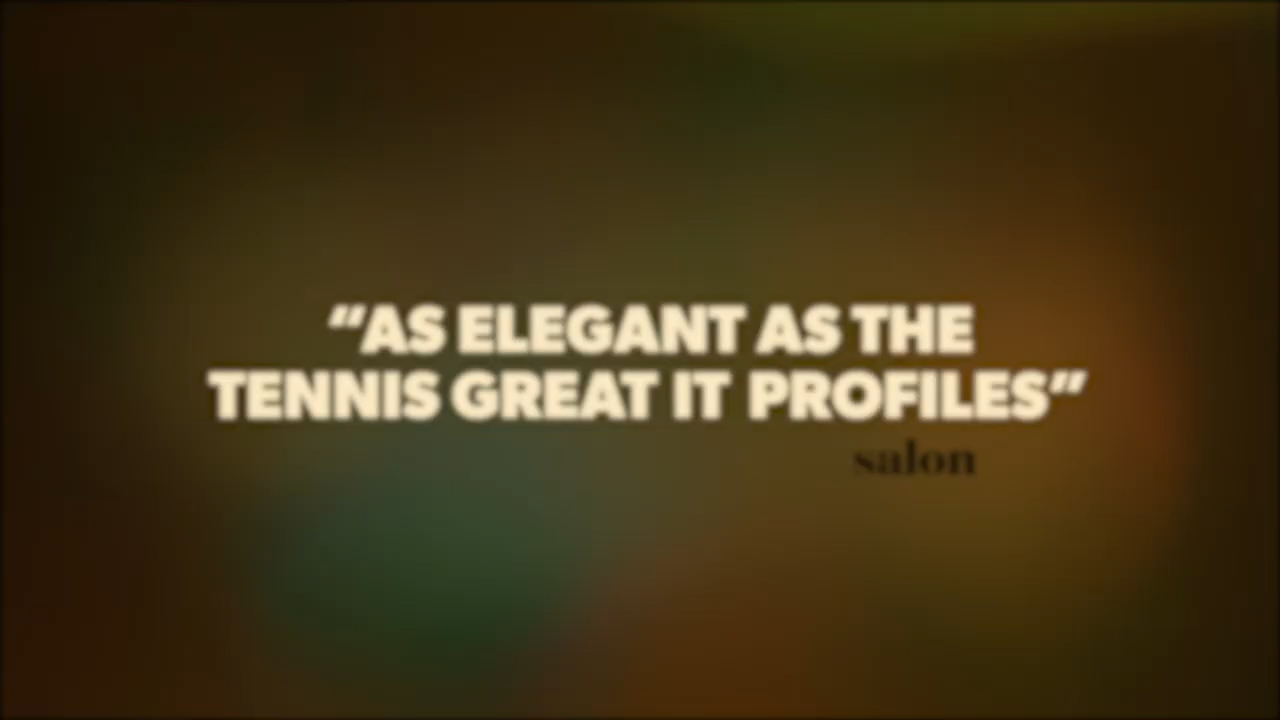 “AS ELEGANT AS THE
TENNIS GREAT IT PROFILES”
salon